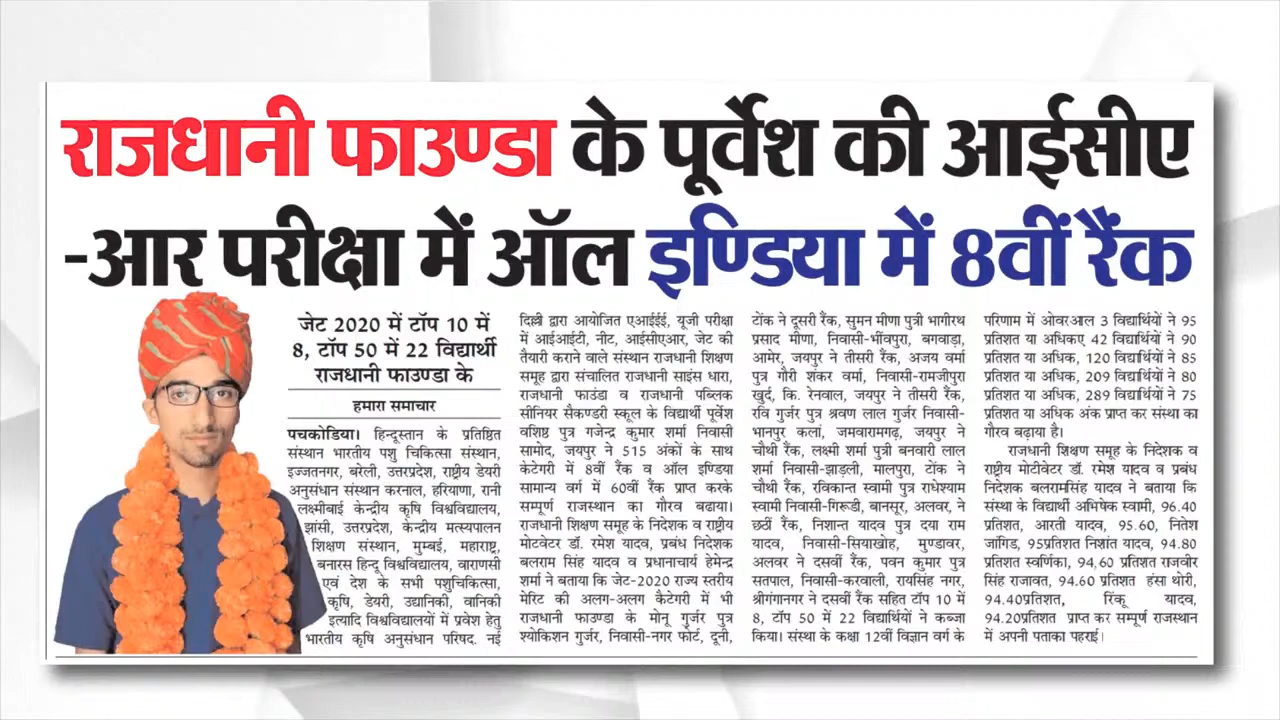 राजधानी फाउण्डा के पूर्वेश की आईसीए
-आर परीक्षा में ऑल इण्डिया में 8वीं रैंक
जेट 2020 में टॉप 10 में
8, टॉप 50 में 22 विद्यार्थी
राजधानी फाउण्डा के
हमारा समाचार
पचकोडिया। हिन्दुस्तान के प्रतिष्ठित
संस्थान भारतीय पशु चिकित्सा संस्थान,
इज्जतनगर, बरेली, उत्तरप्रदेश, राष्ट्रीय डेयरी
अनुसंधान संस्थान करनाल, हरियाणा, रानी
लक्ष्मीबाई केन्द्रीय कृषि विश्वविद्यालय,
झांसी, उत्तरप्रदेश, केन्द्रीय मत्स्यपालन
शिक्षण संस्थान, मुम्बई, महाराष्ट्र,
बनारस हिन्दू विश्वविद्यालय, वाराणसी
एवं देश के सभी पशुचिकित्सा,
कृषि, डेयरी, उद्यानिकी, वानिकी
इत्यादि विश्वविद्यालयों में प्रवेश हेतु
भारतीय कृषि अनुसंधान परिषद. नई
दिल्ली द्वारा आयोजित एआईईई, यूजी परीक्षा
में आईआईटी, नीट, आईसीएआर, जेट की
तैयारी कराने वाले संस्थान राजधानी शिक्षण
समूह द्वारा संचालित राजधानी साइंस धारा,
राजधानी फाउंडा व राजधानी पब्लिक
सीनियर सैकण्डरी स्कूल के विद्यार्थी पूर्वेश
वशिष्ठ पुत्र गजेन्द्र कुमार शर्मा निवासी
सामोद, जयपुर ने 515 अंकों के साथ
केटेगरी में 8वीं रैंक व ऑल इण्डिया
सामान्य वर्ग में 60वीं रैंक प्राप्त करके
सम्पूर्ण राजस्थान का गौरव बढाया।
राजधानी शिक्षण समूह के निदेशक व राष्ट्रीय
मोटवेटर डॉ. रमेश यादव, प्रबंध निदेशक
बलराम सिंह यादव व प्रधानाचार्य हेमेन्द्र
शर्मा ने बताया कि जेट-2020 राज्य स्तरीय
मेरिट की अलग-अलग कैटेगरी में भी
राजधानी फाउण्डा के मोनू गुर्जर पुत्र
श्योकिशन गुर्जर, निवासी-नगर फोर्ट, दूनी,
टोंक ने दूसरी रैंक, सुमन मीणा पुत्री भागीरथ
प्रसाद मीणा, निवासी-भींवपुरा, बगवाड़ा,
आमेर, जयपुर ने तीसरी रैंक, अजय वर्मा
पुत्र गौरी शंकर वर्मा, निवासी-रामजीपुरा
खुर्द, कि. रेनवाल, जयपुर ने तीसरी रैंक,
रवि गुर्जर पुत्र श्रवण लाल गुर्जर निवासी-
भानपुर कलां, जमवारामगढ़, जयपुर ने
चौथी रैंक, लक्ष्मी शर्मा पुत्री बनवारी लाल
शर्मा निवासी-झाड़ली, मालपुरा, टोंक ने
चौथी रैंक, रविकान्त स्वामी पुत्र राधेश्याम
स्वामी निवासी-गिरूडी, बानसूर, अलवर, ने
छठीं रैंक, निशान्त यादव पुत्र दया राम
यादव, निवासी-सियाखोह, मुण्डावर,
अलवर ने दसवीं रैंक, पवन कुमार पुत्र
सतपाल, निवासी-करवाली, रायसिंह नगर,
श्रीगंगानगर ने दसवीं रैंक सहित टॉप 10 में
8, टॉप 50 में 22 विद्यार्थियों ने कब्जा
किया। संस्था के कक्षा 12वीं विज्ञान वर्ग के
परिणाम में ओवरआल 3 विद्यार्थियों ने 95
प्रतिशत या अधिकए 42 विद्यार्थियों ने 90
प्रतिशत या अधिक, 120 विद्यार्थियों ने 85
प्रतिशत या अधिक, 209 विद्यार्थियों ने 80
प्रतिशत या अधिक, 289 विद्यार्थियों ने 75
प्रतिशत या अधिक अंक प्राप्त कर संस्था का
गौरव बढ़ाया है।
राजधानी शिक्षण समूह के निदेशक व
राष्ट्रीय मोटीवेटर डॉ. रमेश यादव व प्रबंध
निदेशक बलरामसिंह यादव ने बताया कि
संस्था के विद्यार्थी अभिषेक स्वामी, 96.40
प्रतिशत, आरती यादव, 95.60, नितेश
जांगिड, 95प्रतिशत निशांत यादव, 94.80
प्रतिशत स्वर्णिका, 94.60 प्रतिशत राजवीर
सिंह राजावत, 94.60 प्रतिशत हंसा थोरी,
94.40प्रतिशत, रिंकू यादव,
94.20प्रतिशत प्राप्त कर सम्पूर्ण राजस्थान
में अपनी पताका पहराई।